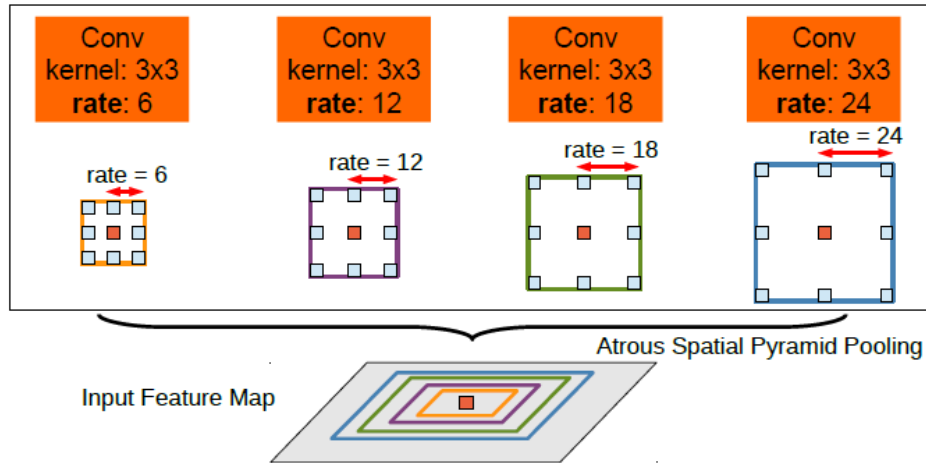 Conv
kernel: 3x3
rate: 6
Conv
kernel: 3x3
rate: 12
Conv
kernel: 3x3
rate: 18
Conv
kernel: 3x3
rate: 24
rate = 6
rate = 12
rate = 18
rate = 24
Atrous Spatial Pyramid Pooling
Input Feature Map